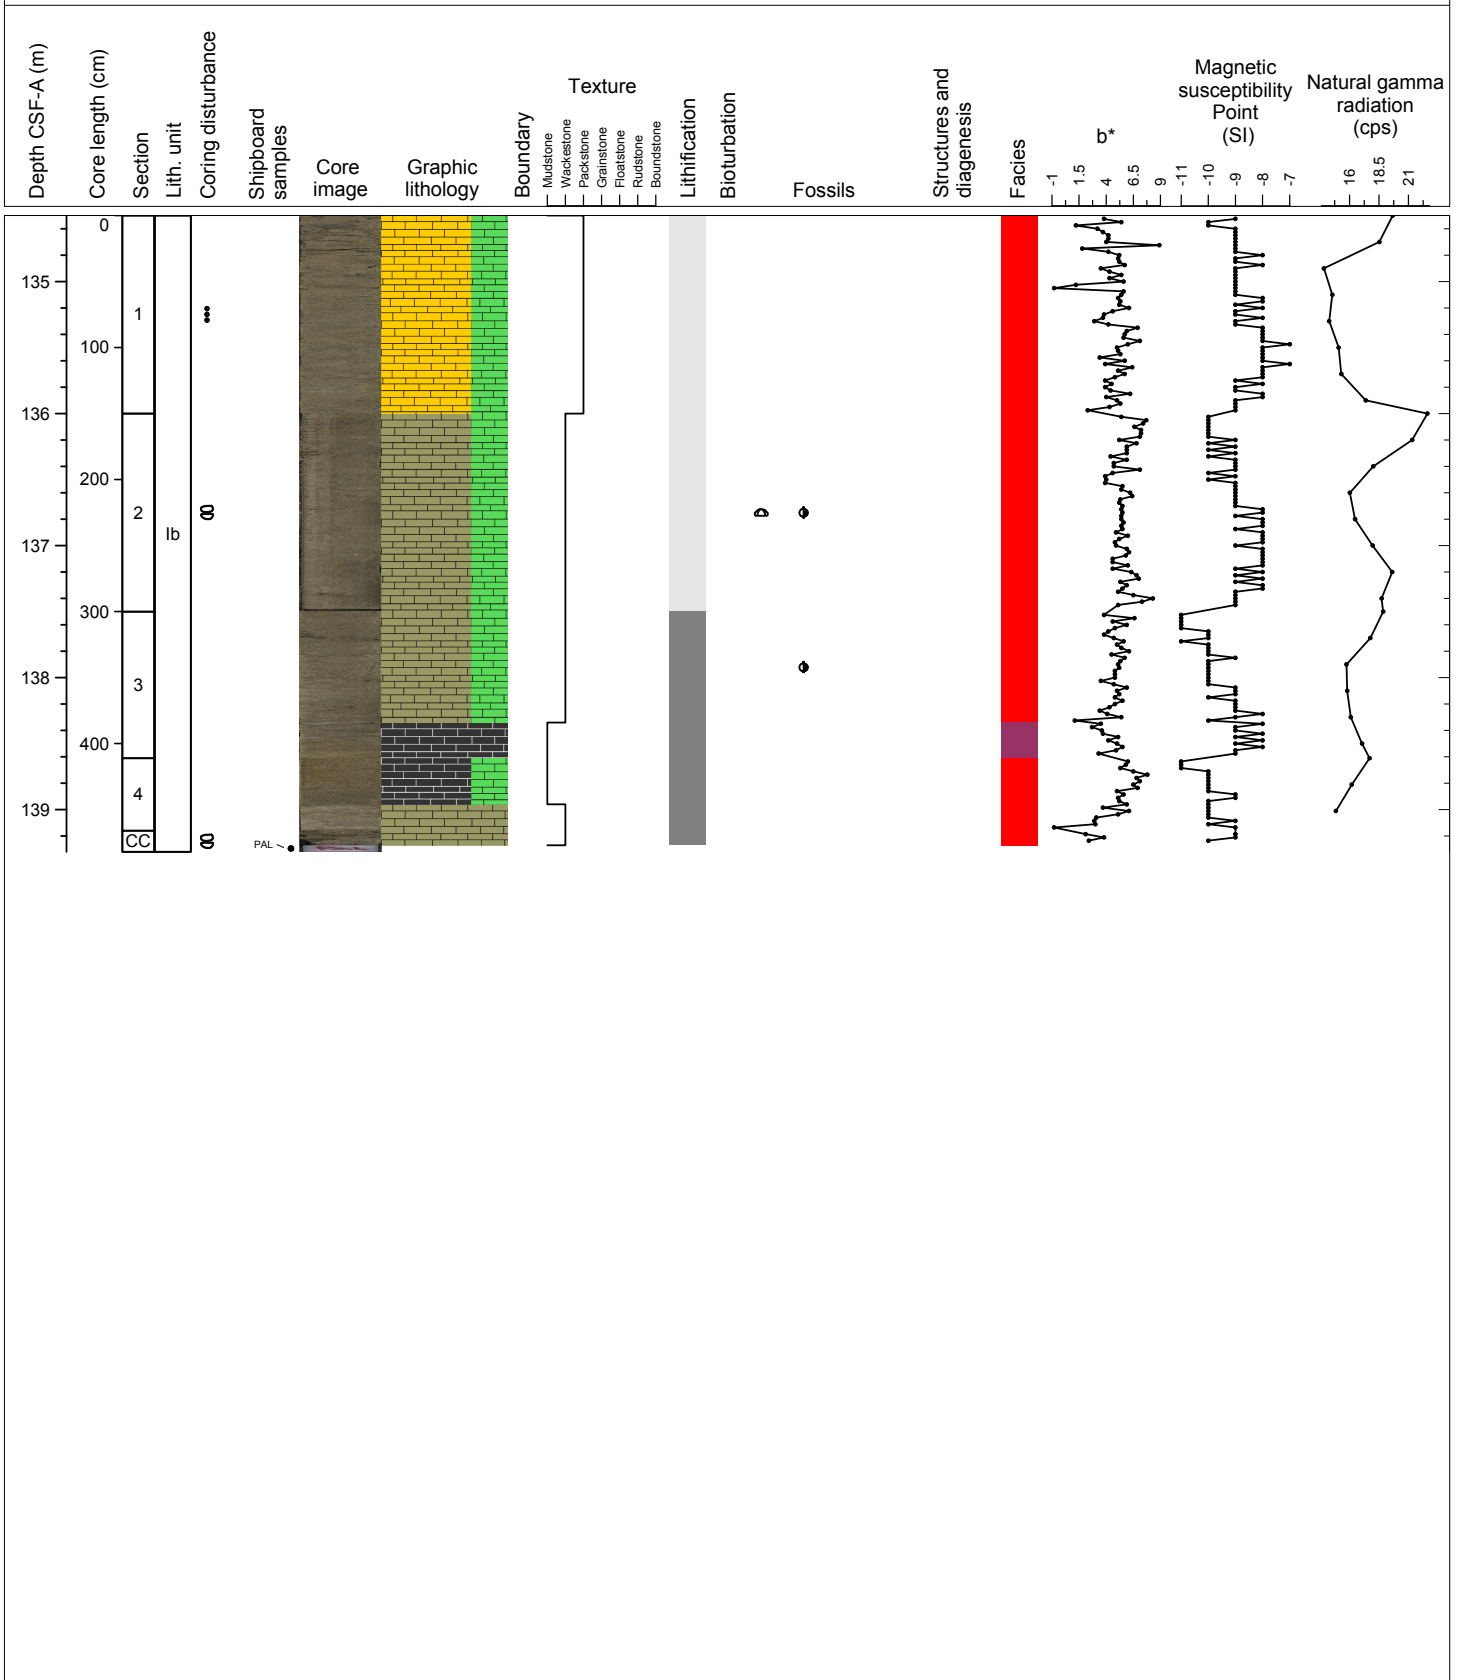 Depth CSF-A (m)
Core length (cm)
Section
Lith. unit
Coring disturbance
Shipboard
samples
Core
image
Graphic
lithology
Boundary
Texture
Mudstone
Wackestone
Packstone
Grainstone
Floatstone
Rudstone
Boundstone
Lithification
Bioturbation
Fossils
Structures and
diagenesis
Facies
b*
-1 1.5 4 6.5 9
Magnetic
susceptibility
Point
(SI)
-11 -10 -9 -8 -7
Natural gamma
radiation
(cps)
16 18.5 21
135
136
137
138
139
0
100
200
300
400
1
2
3
4
CC
Ib
PAL